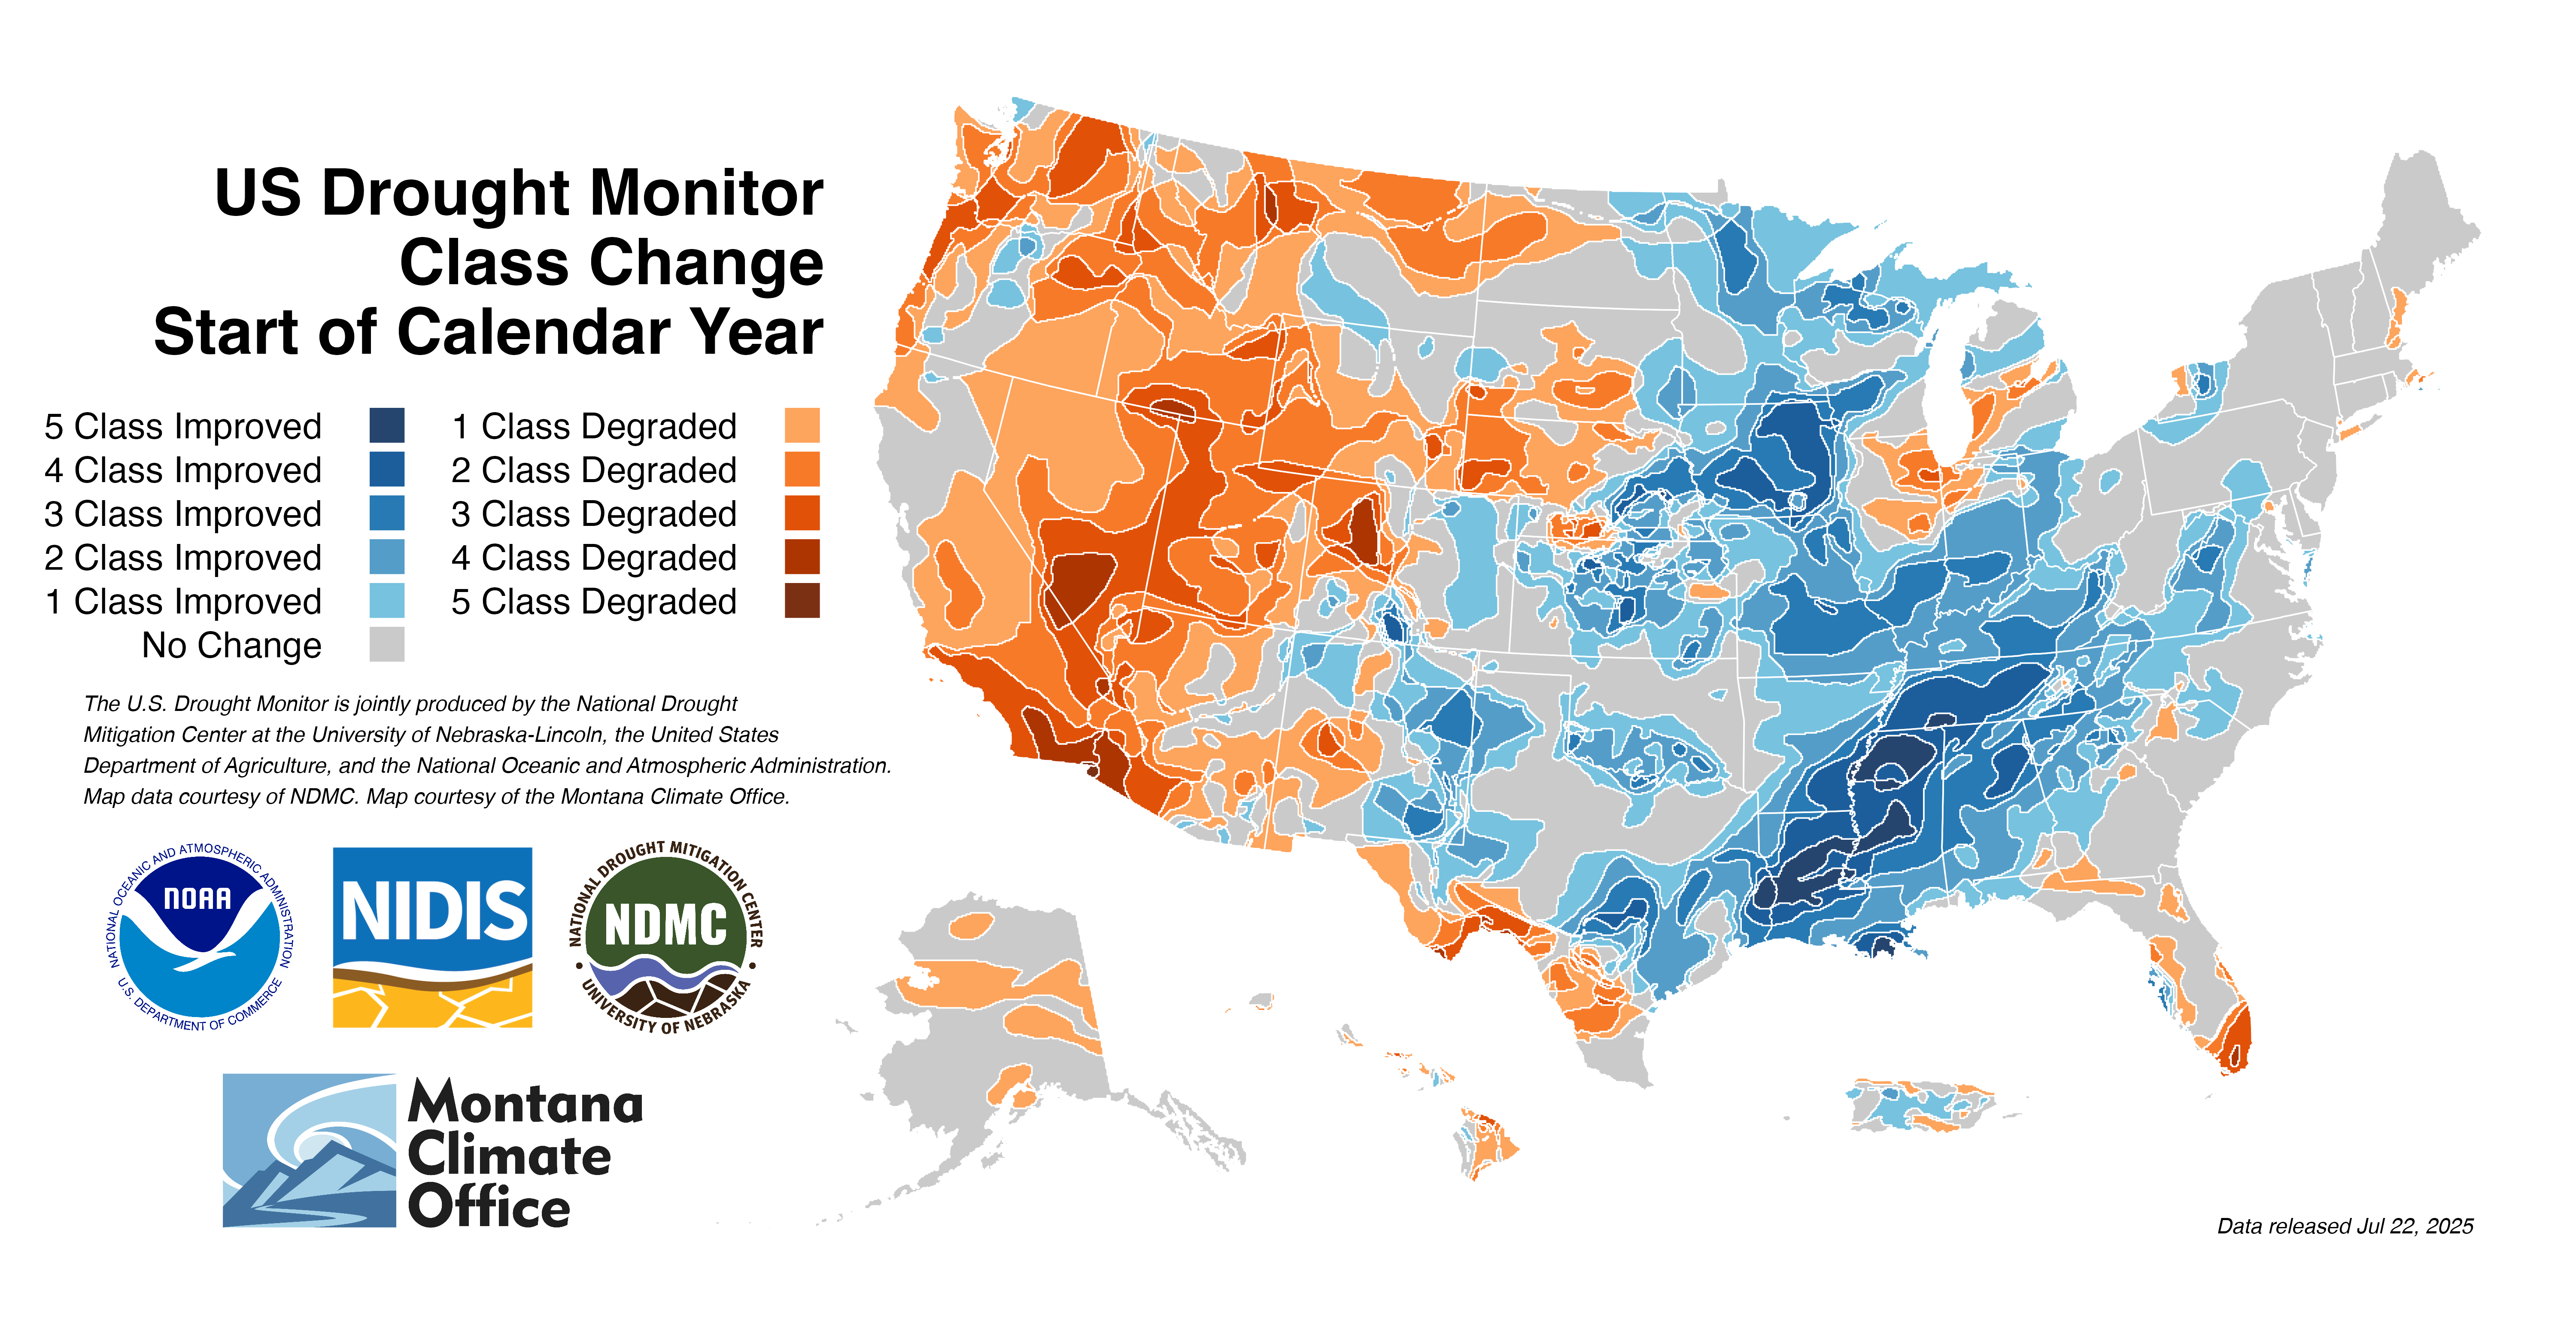 US Drought Monitor
Class Change
Start of Calendar Year
5 Class Improved
4 Class Improved
3 Class Improved
2 Class Improved
1 Class Improved
No Change
1 Class Degraded
2 Class Degraded
3 Class Degraded
4 Class Degraded
5 Class Degraded
The U.S. Drought Monitor is jointly produced by the National Drought
Mitigation Center at the University of Nebraska-Lincoln, the United States
Department of Agriculture, and the National Oceanic and Atmospheric Administration.
Map data courtesy of NDMC. Map courtesy of the Montana Climate Office.
NATIONAL OCEANIC AND ATMOSPHERIC ADMINISTRATION
NOAA
U.S. DEPARTMENT OF COMMERCE
NIDIS
NATIONAL DROUGHT MITIGATION CENTER
NDMC
• UNIVERSITY OF NEBRASKA •
Montana
Climate
Office
Data released Jul 22, 2025